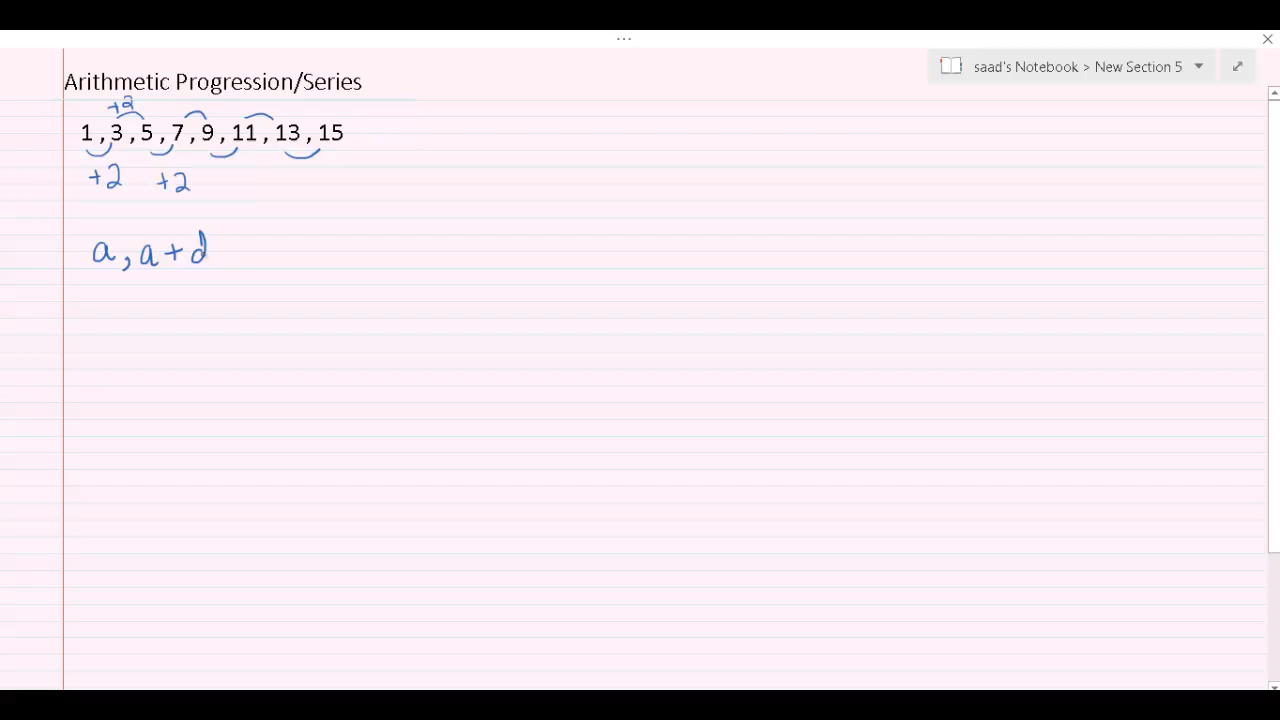 saad's Notebook > New Section 5
Arithmetic Progression/Series
+2
1 , 3 , 5 , 7 , 9 , 11 , 13 , 15
+2 +2
a, a + d